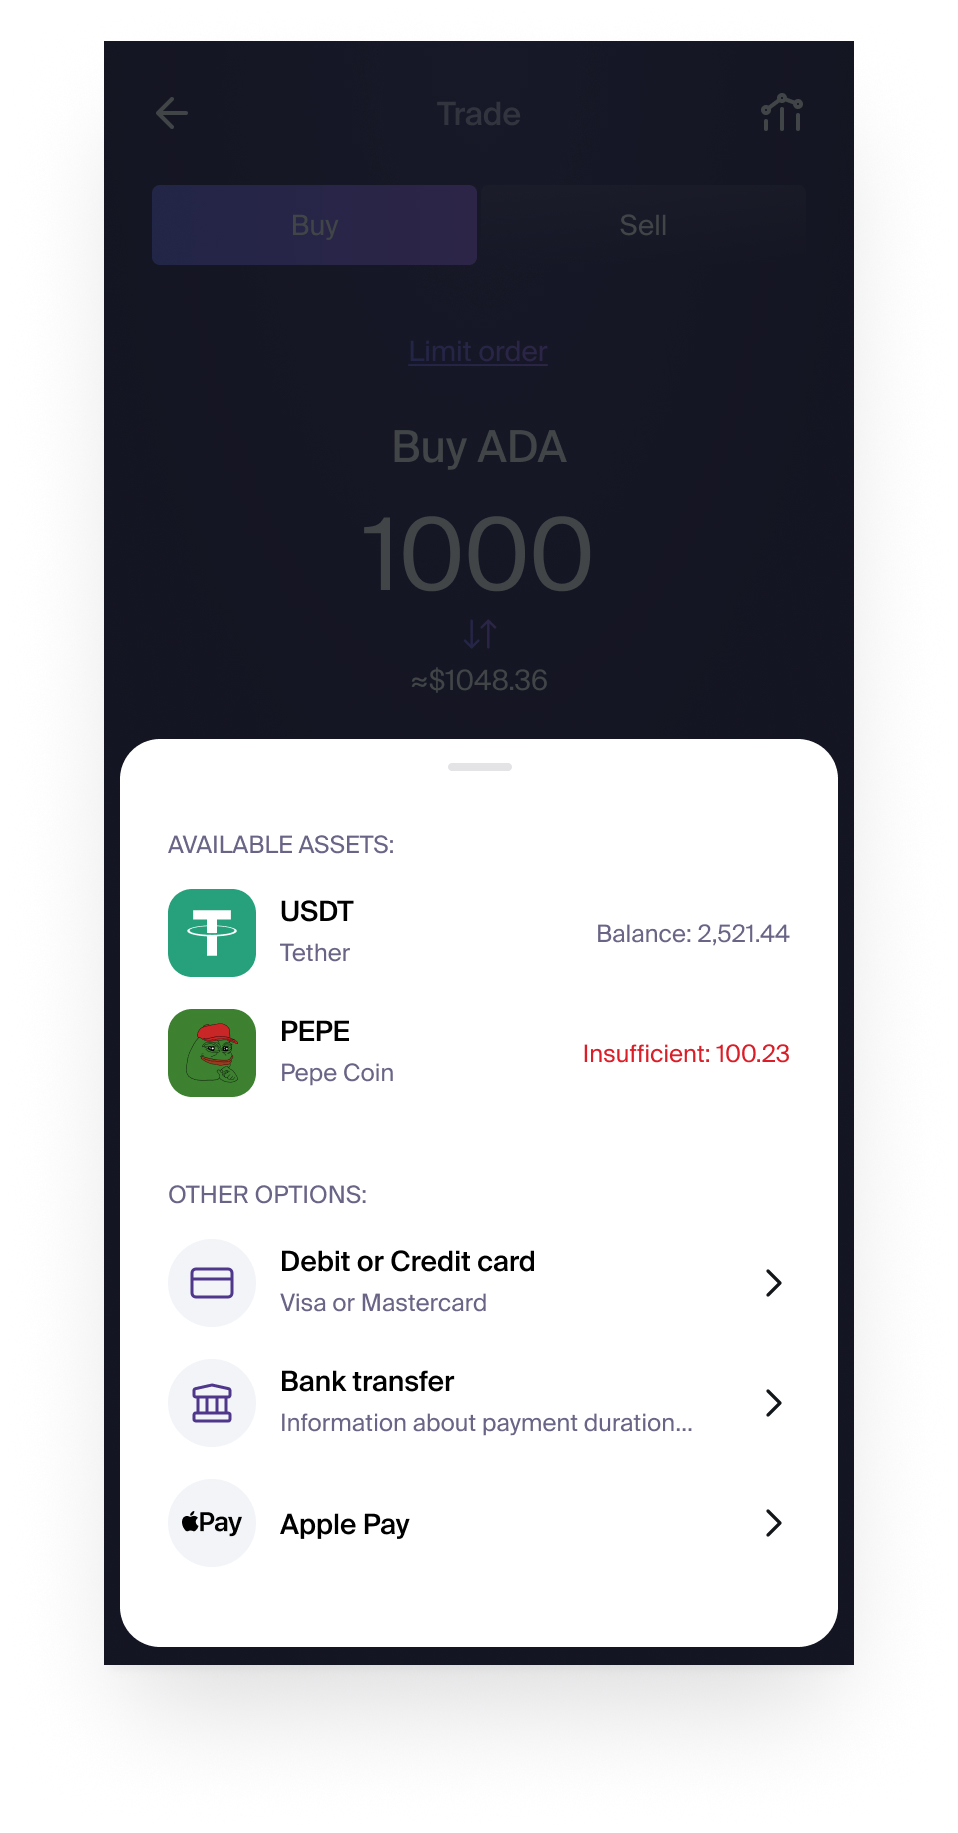 Trade
Buy
Sell
Limit order
Buy ADA
1000
≈$1048.36
AVAILABLE ASSETS:
USDT
Tether
Balance: 2,521.44
PEPE
Pepe Coin
Insufficient: 100.23
OTHER OPTIONS:
Debit or Credit card
Visa or Mastercard
Bank transfer
Information about payment duration...
Pay
Apple Pay